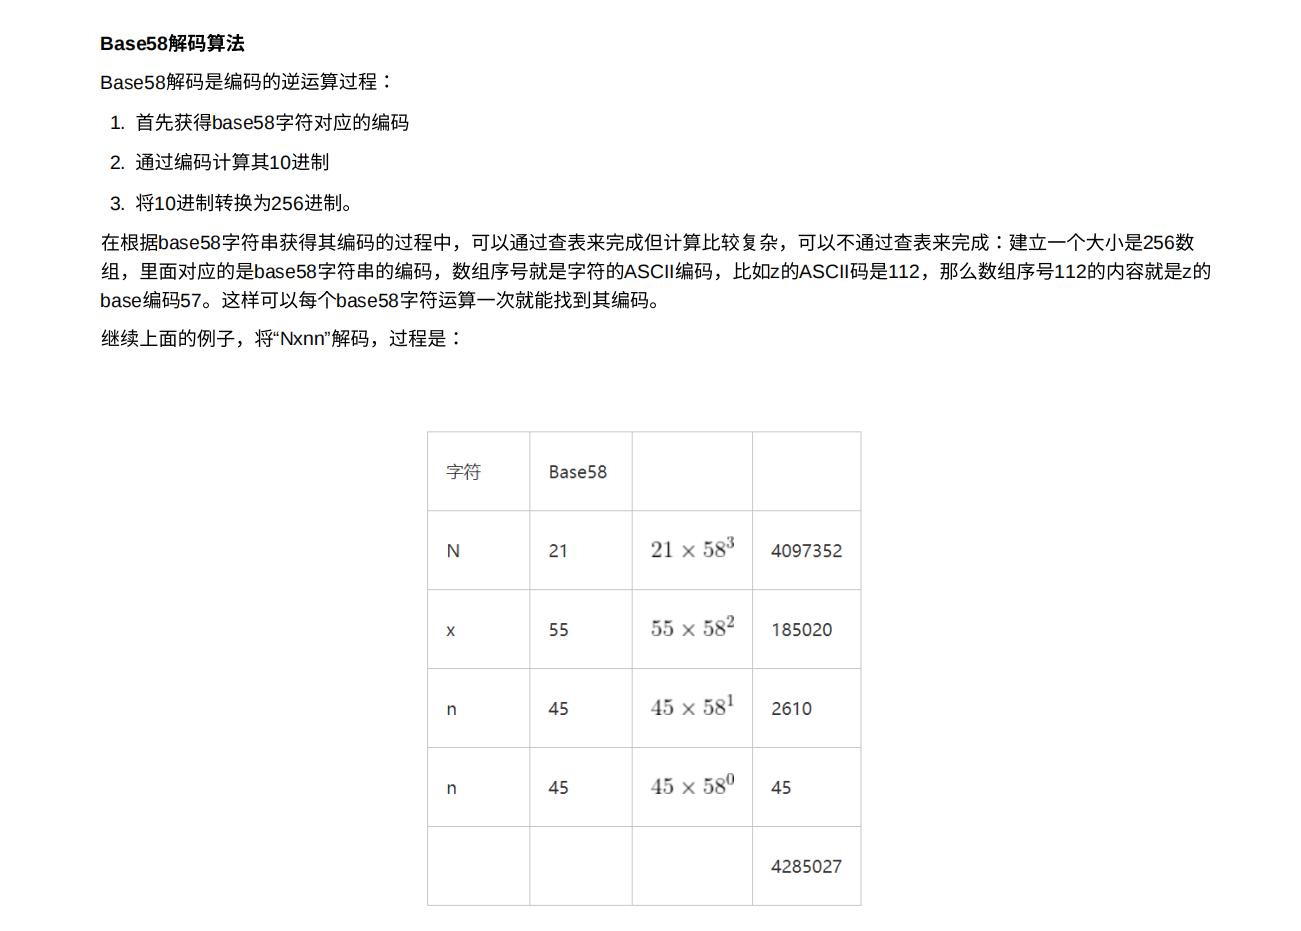 Base58解码算法
Base58解码是编码的逆运算过程：
1. 首先获得base58字符对应的编码
2. 通过编码计算其10进制
3. 将10进制转换为256进制。
在根据base58字符串获得其编码的过程中，可以通过查表来完成但计算比较复杂，可以不通过查表来完成：建立一个大小是256数
组，里面对应的是base58字符串的编码，数组序号就是字符的ASCII编码，比如z的ASCII码是112，那么数组序号112的内容就是z的
base编码57。这样可以每个base58字符运算一次就能找到其编码。
继续上面的例子，将“Nxnn”解码，过程是：
字符 Base58
N 21 21 × 58³ 4097352
x 55 55 × 58² 185020
n 45 45 × 58¹ 2610
n 45 45 × 58⁰ 45
4285027